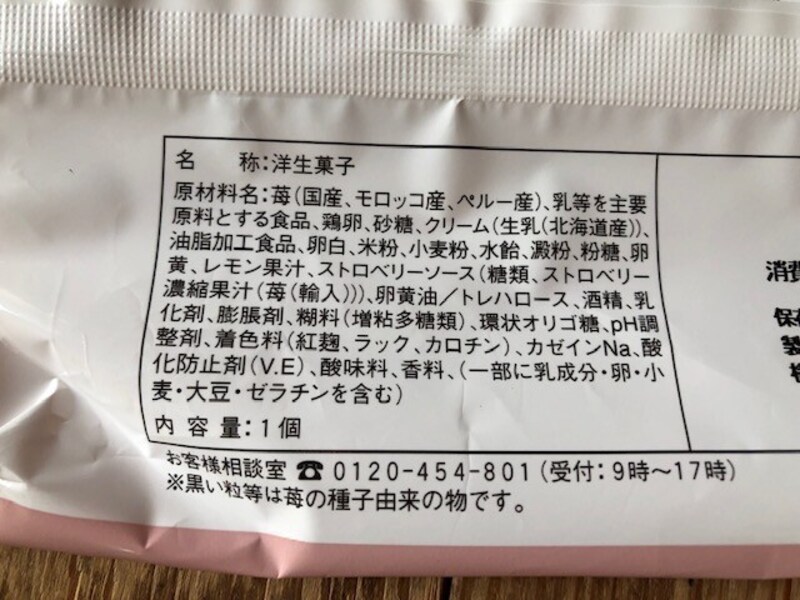 名　　称：洋生菓子
原材料名：苺（国産、モロッコ産、ペルー産）、乳等を主要
原料とする食品、鶏卵、砂糖、クリーム（生乳（北海道産））、
油脂加工食品、卵白、米粉、小麦粉、水飴、澱粉、粉糖、卵
黄、レモン果汁、ストロベリーソース（糖類、ストロベリー
濃縮果汁（苺（輸入）））、卵黄油／トレハロース、酒精、乳
化剤、膨脹剤、糊料（増粘多糖類）、環状オリゴ糖、pH調
整剤、着色料（紅麹、ラック、カロチン）、カゼインNa、酸
化防止剤（V.E）、酸味料、香料、（一部に乳成分・卵・小
麦・大豆・ゼラチンを含む）
内 容 量：1個
お客様相談室 ☎ 0120-454-801（受付：9時～17時）
※黒い粒等は苺の種子由来の物です。
消費
保